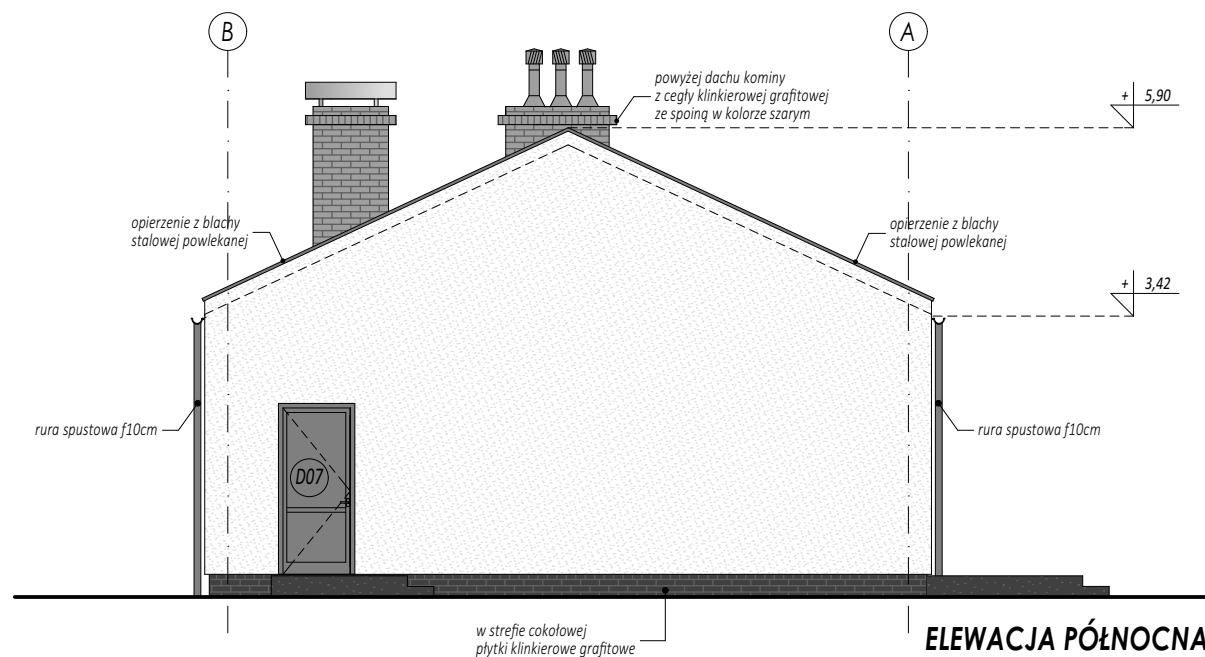 B
A
powyżej dachu kominy
z cegły klinkierowej grafitowej
ze spoiną w kolorze szarym
+ 5,90
opierzenie z blachy
stalowej powlekanej
opierzenie z blachy
stalowej powlekanej
+ 3,42
rura spustowa f10cm
rura spustowa f10cm
D07
w strefie cokołowej
płytki klinkierowe grafitowe
ELEWACJA PÓŁNOCNA